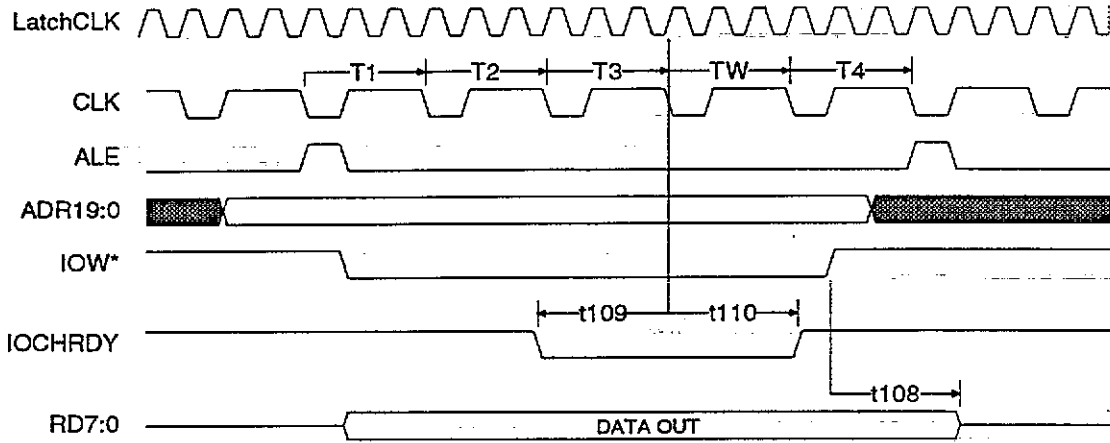 LatchCLK
T1 T2 T3 TW T4
CLK
ALE
ADR19:0
IOW*
t109 t110
IOCHRDY
t108
RD7:0 DATA OUT